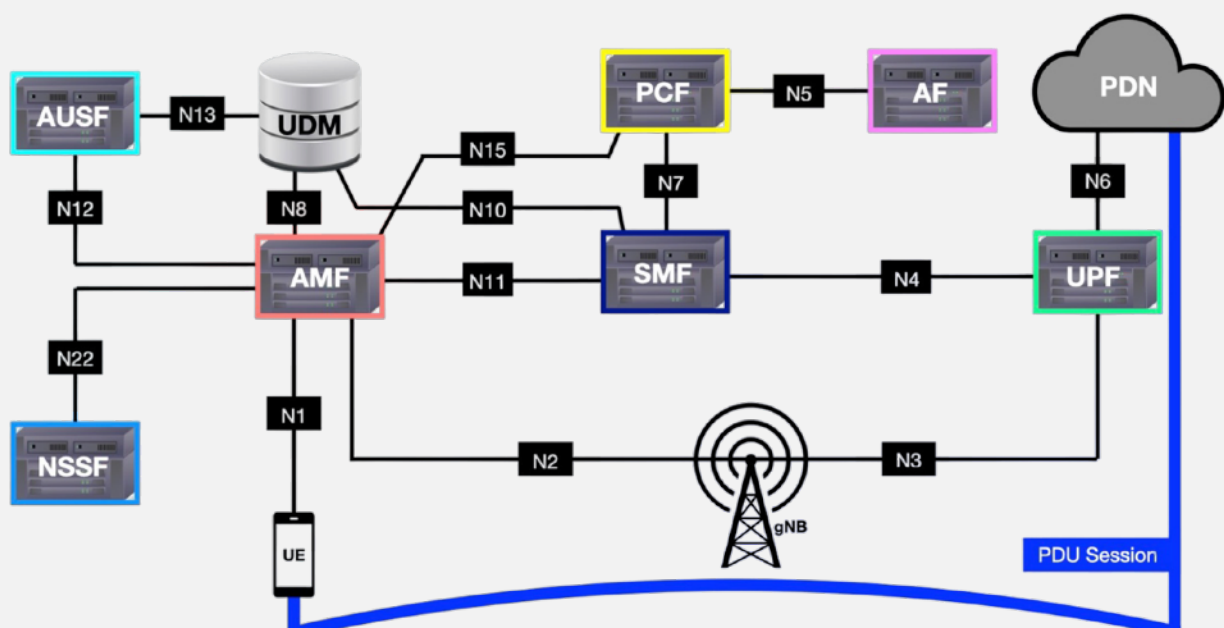 PDN
PCF
N5
AF
AUSF
N13
UDM
N15
N7
N6
N12
N8
N10
AMF
N11
SMF
N4
UPF
N22
N1
NSSF
N2
N3
gNB
UE
PDU Session